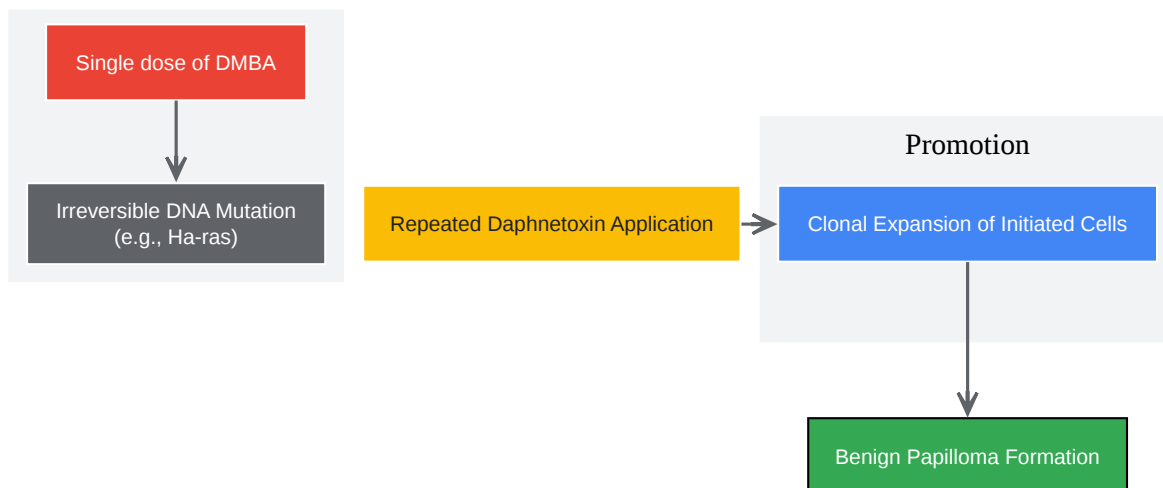 Single dose of DMBA
Irreversible DNA Mutation
(e.g., Ha-ras)
Repeated Daphnetoxin Application
Promotion
Clonal Expansion of Initiated Cells
Benign Papilloma Formation